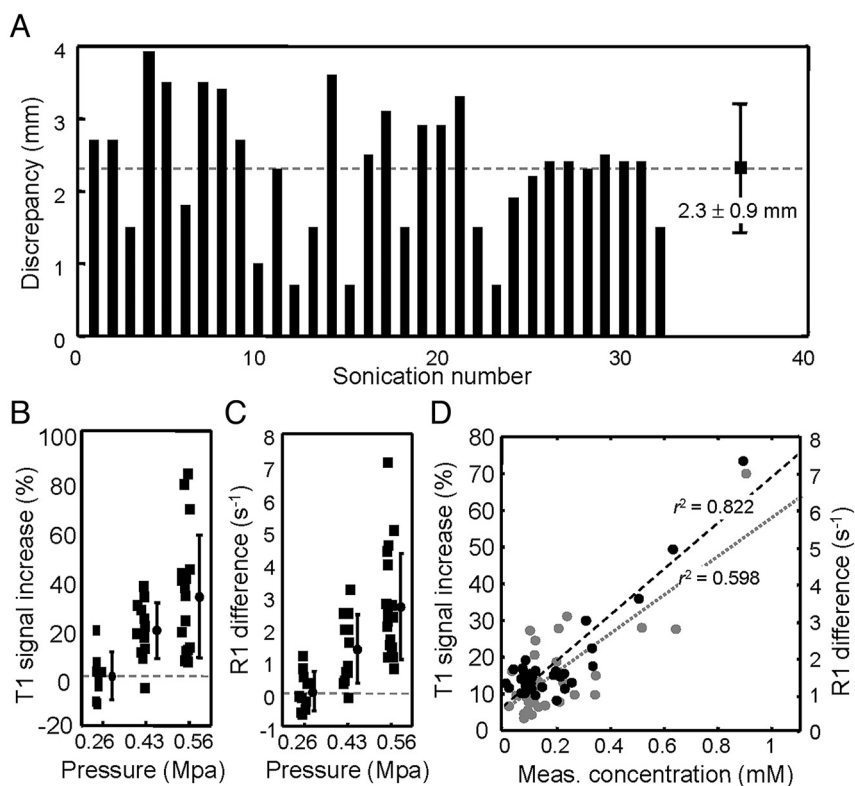 A
Discrepancy (mm)
4
3
2
1
0
2.3 ± 0.9 mm
0 10 20 30 40
Sonication number
B
T1 signal increase (%)
100
80
60
40
20
0
-20
0.26 0.43 0.56
Pressure (Mpa)
C
R1 difference (s-1)
8
7
6
5
4
3
2
1
0
-1
0.26 0.43 0.56
Pressure (Mpa)
D
T1 signal increase (%)
80
70
60
50
40
30
20
10
0
r2 = 0.822
r2 = 0.598
8
7
6
5
4
3
2
1
0
R1 difference (s-1)
0 0.2 0.4 0.6 0.8 1
Meas. concentration (mM)